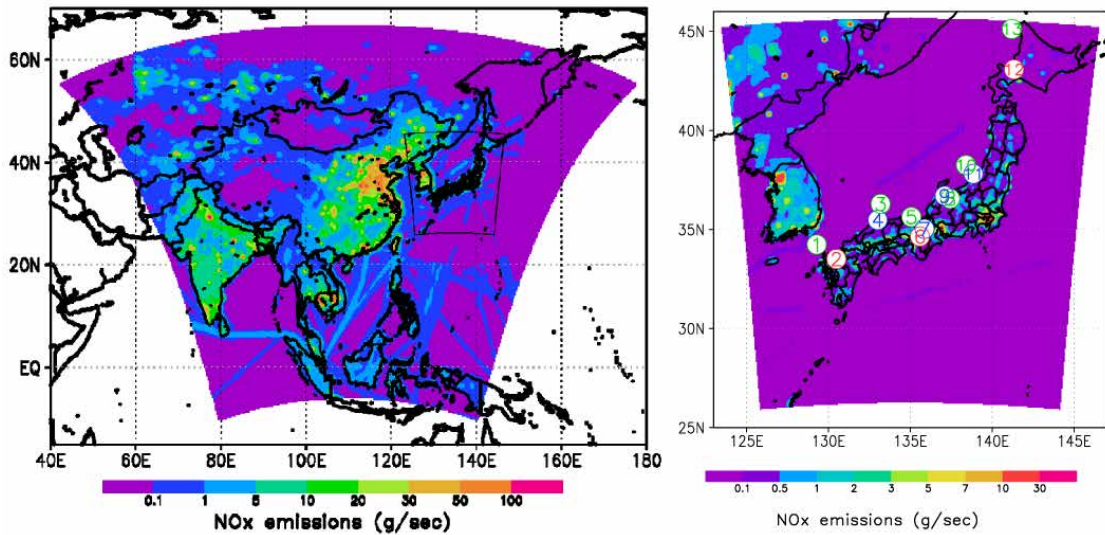 60N
40N
20N
EQ
40E 60E 80E 100E 120E 140E 160E 180
0.1 1 5 10 20 30 50 100
NOx emissions (g/sec)
45N
40N
35N
30N
25N
13
12
3
4
5
9
7
1
2
125E 130E 135E 140E 145E
0.1 0.5 1 2 3 5 7 10 30
NOx emissions (g/sec)